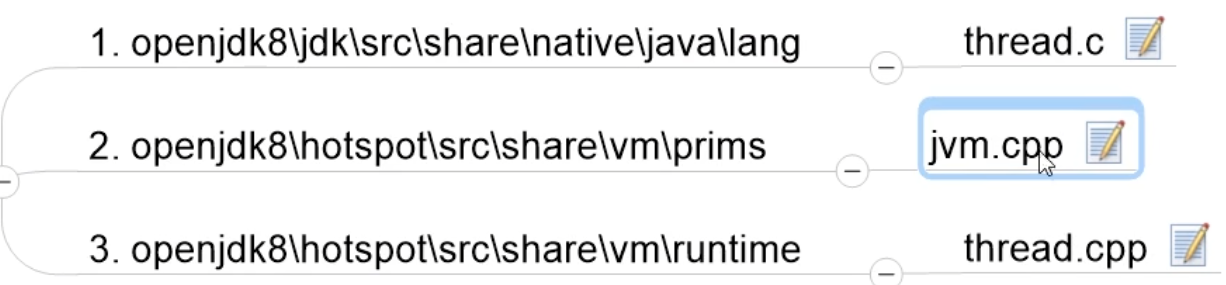 1. openjdk8\jdk\src\share\native\java\lang thread.c
2. openjdk8\hotspot\src\share\vm\prims jvm.cpp
3. openjdk8\hotspot\src\share\vm\runtime thread.cpp